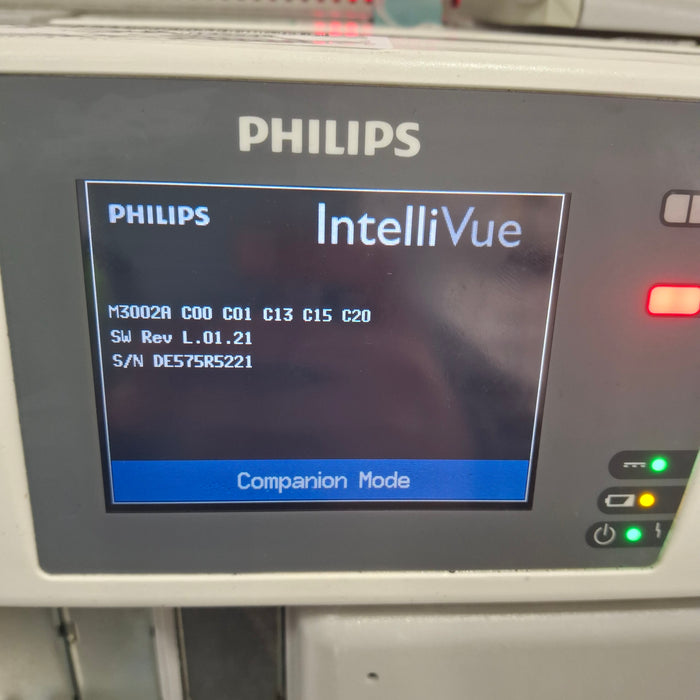 PHILIPS
PHILIPS
IntelliVue
M3002A C00 C01 C13 C15 C20
SW Rev L.01.21
S/N DE575R5221
Companion Mode